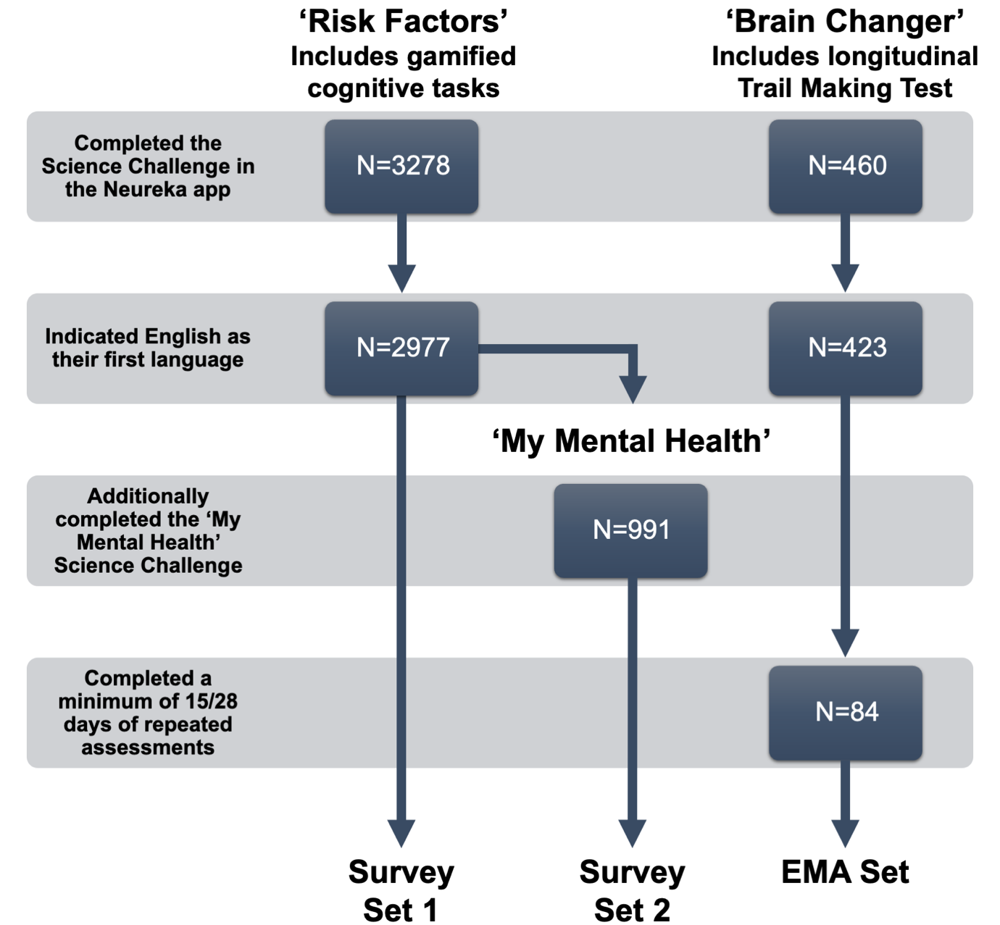 ‘Risk Factors’
Includes gamified
cognitive tasks
‘Brain Changer’
Includes longitudinal
Trail Making Test
Completed the
Science Challenge in
the Neureka app
N=3278
N=460
Indicated English as
their first language
N=2977
N=423
‘My Mental Health’
Additionally
completed the ‘My
Mental Health’
Science Challenge
N=991
Completed a
minimum of 15/28
days of repeated
assessments
N=84
Survey
Set 1
Survey
Set 2
EMA Set